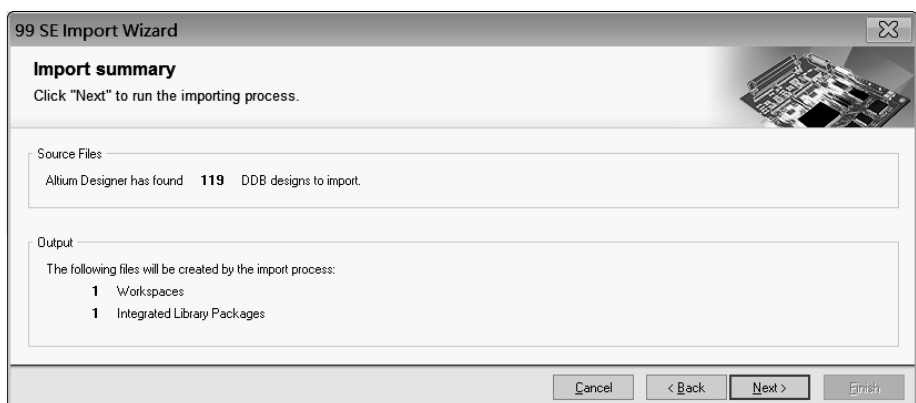 99 SE Import Wizard
Import summary
Click "Next" to run the importing process.
Source Files
Altium Designer has found 119 DDB designs to import.
Output
The following files will be created by the import process:
1 Workspaces
1 Integrated Library Packages
Cancel < Back Next > Finish